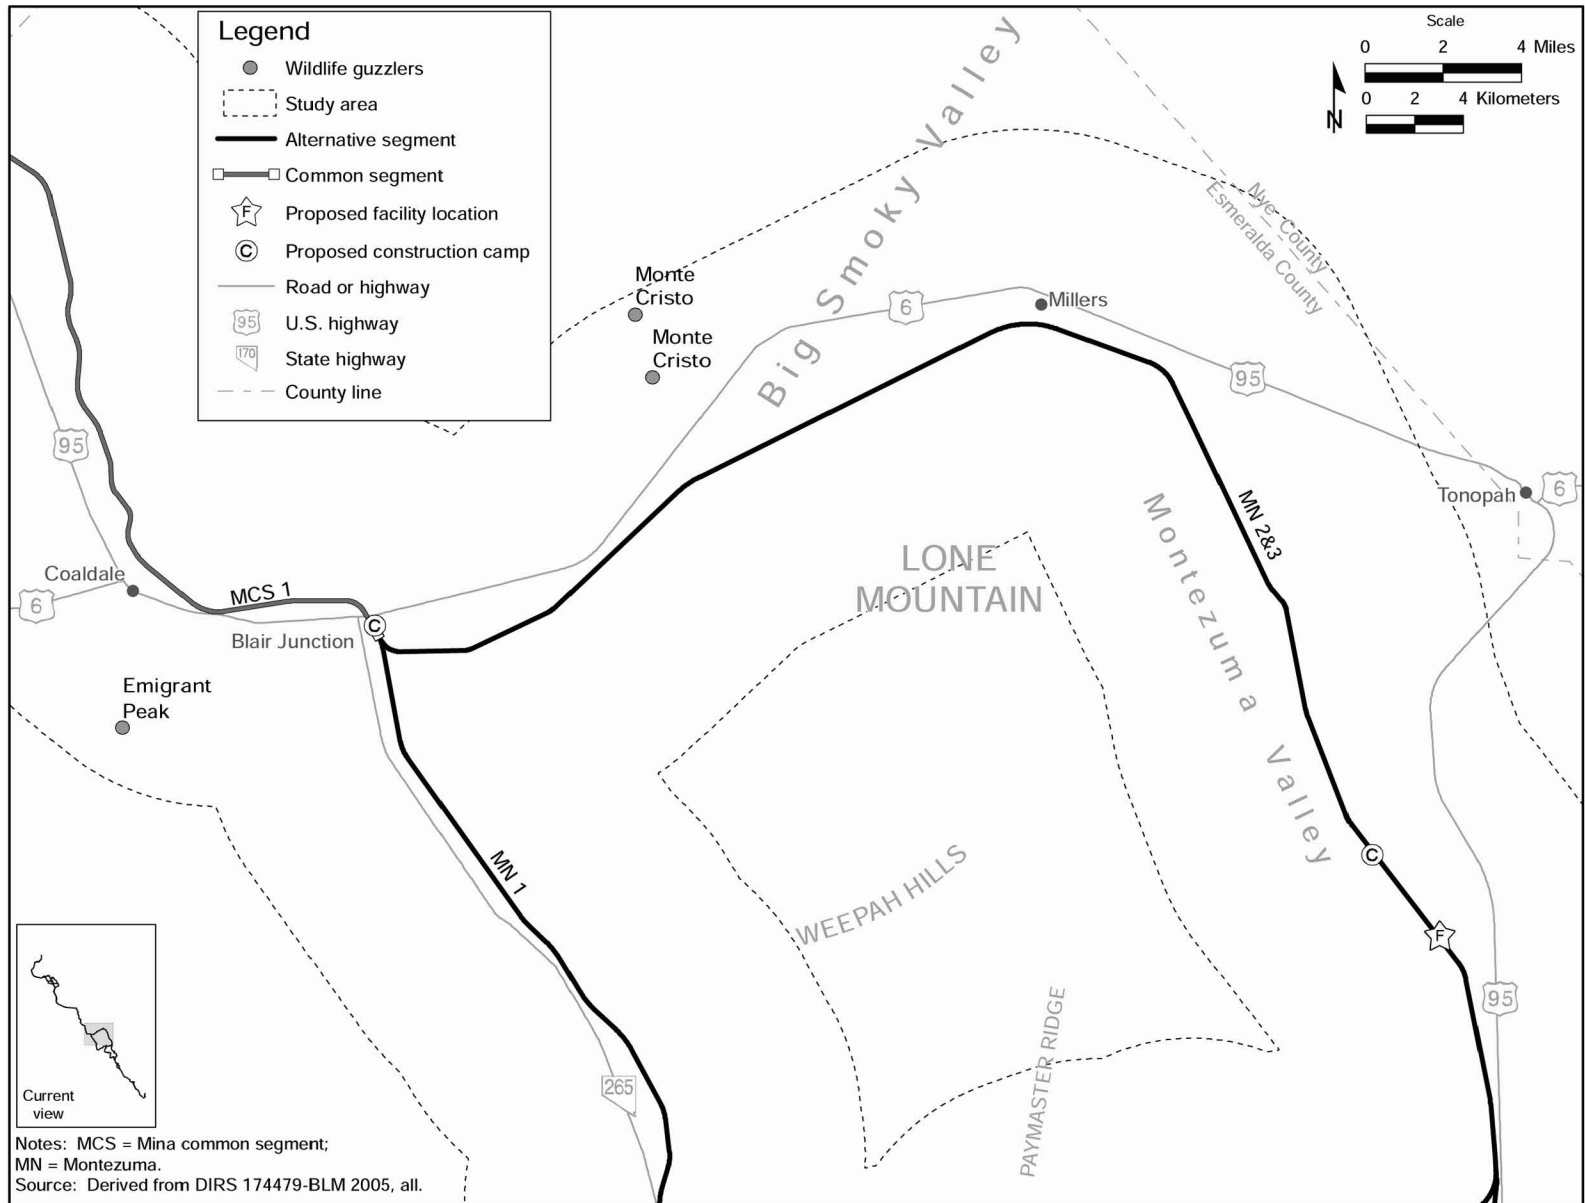 Legend
Wildlife guzzlers
Study area
Alternative segment
Common segment
F
Proposed facility location
C
Proposed construction camp
Road or highway
95
U.S. highway
170
State highway
County line
Scale
0 2 4 Miles
0 2 4 Kilometers
N
Big Smoky Valley
Nye County
Esmeralda County
Monte
Cristo
Monte
Cristo
6
Millers
95
95
Tonopah
6
MN 2&3
Montezuma Valley
LONE
MOUNTAIN
Coaldale
6
MCS 1
C
Blair Junction
Emigrant
Peak
MN 1
WEEPAH HILLS
C
F
95
PAYMASTER RIDGE
265
Current
view
Notes: MCS = Mina common segment;
MN = Montezuma.
Source: Derived from DIRS 174479-BLM 2005, all.